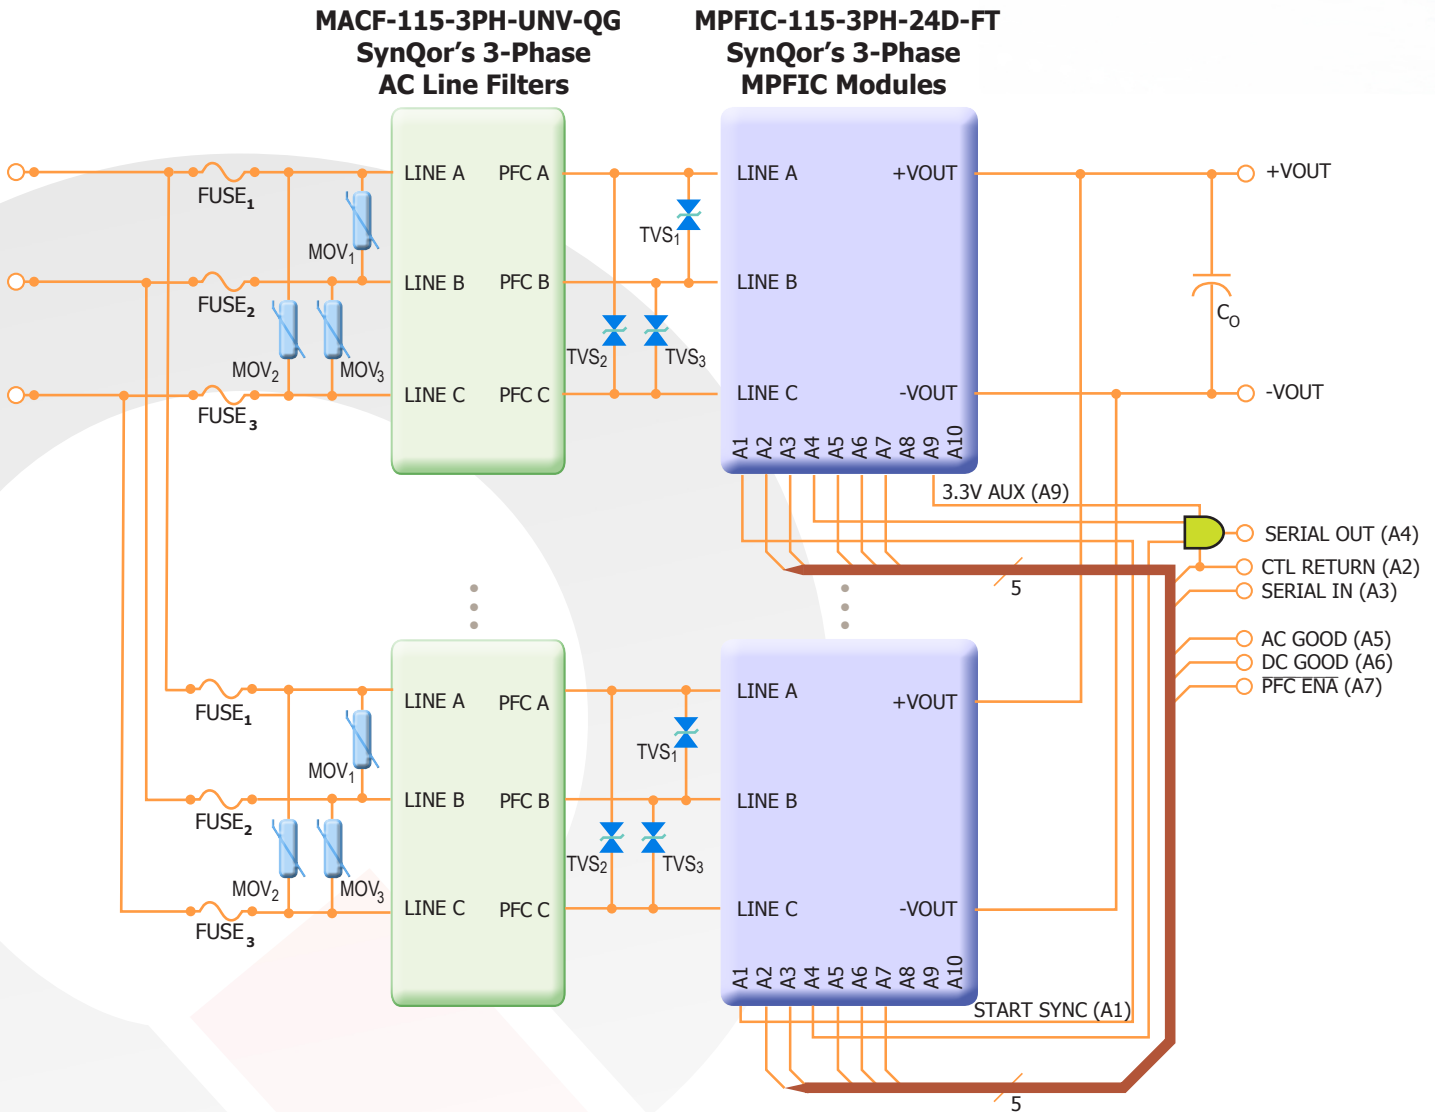 MACF-115-3PH-UNV-QG
SynQor's 3-Phase
AC Line Filters
MPFIC-115-3PH-24D-FT
SynQor's 3-Phase
MPFIC Modules
LINE A PFC A
LINE B PFC B
LINE C PFC C
FUSE1
FUSE2
FUSE3
MOV1
MOV2
MOV3
TVS1
TVS2
TVS3
LINE A +VOUT
LINE B
LINE C -VOUT
A1 A2 A3 A4 A5 A6 A7 A8 A9 A10
+VOUT
CO
-VOUT
3.3V AUX (A9)
5
SERIAL OUT (A4)
CTL RETURN (A2)
SERIAL IN (A3)
AC GOOD (A5)
DC GOOD (A6)
PFC ENA (A7)
FUSE1
FUSE2
FUSE3
MOV1
MOV2
MOV3
LINE A PFC A
LINE B PFC B
LINE C PFC C
TVS1
TVS2
TVS3
LINE A +VOUT
LINE B
LINE C -VOUT
A1 A2 A3 A4 A5 A6 A7 A8 A9 A10
START SYNC (A1)
5